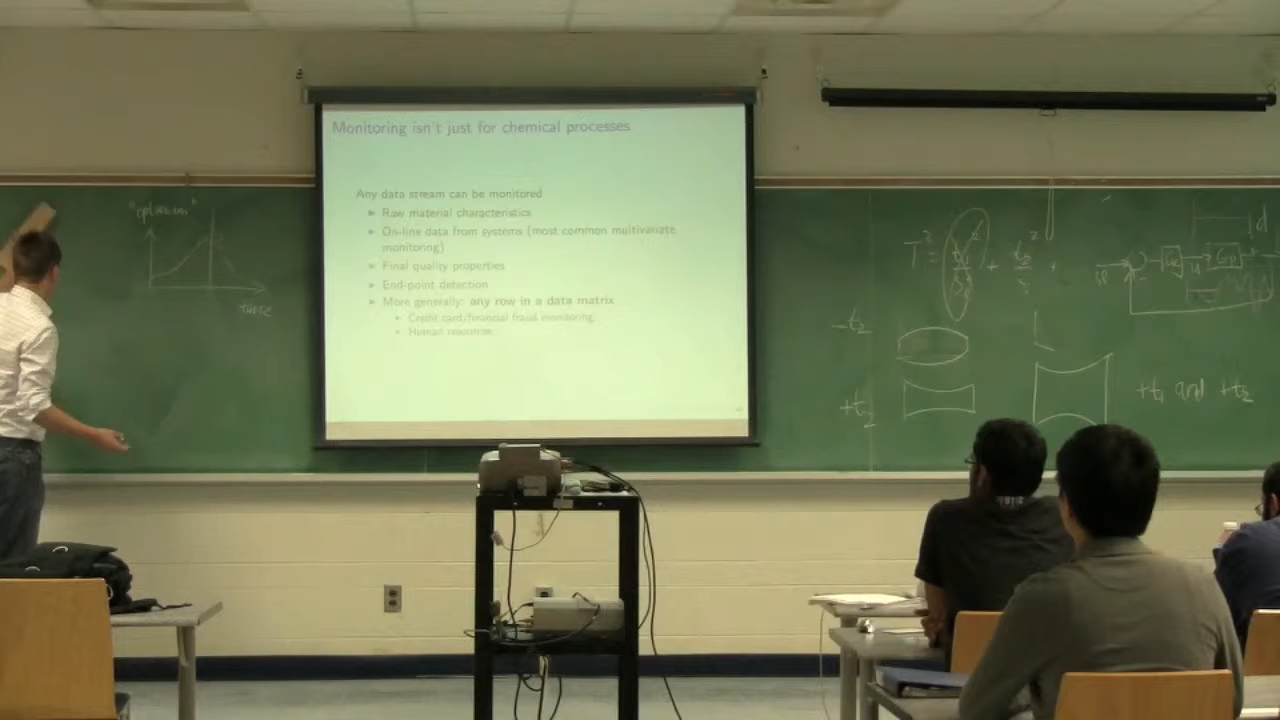 Monitoring isn't just for chemical processes
Any data stream can be monitored
► Raw material characteristics
► On-line data from systems (most common multivariate
monitoring)
► Final quality properties
► End-point detection
► More generally: any row in a data matrix
• Credit card/financial fraud monitoring
• Human resources
"optimum"
T² =
+ t₂²
-t₂
+t₂
+t₁ and +t₂
d